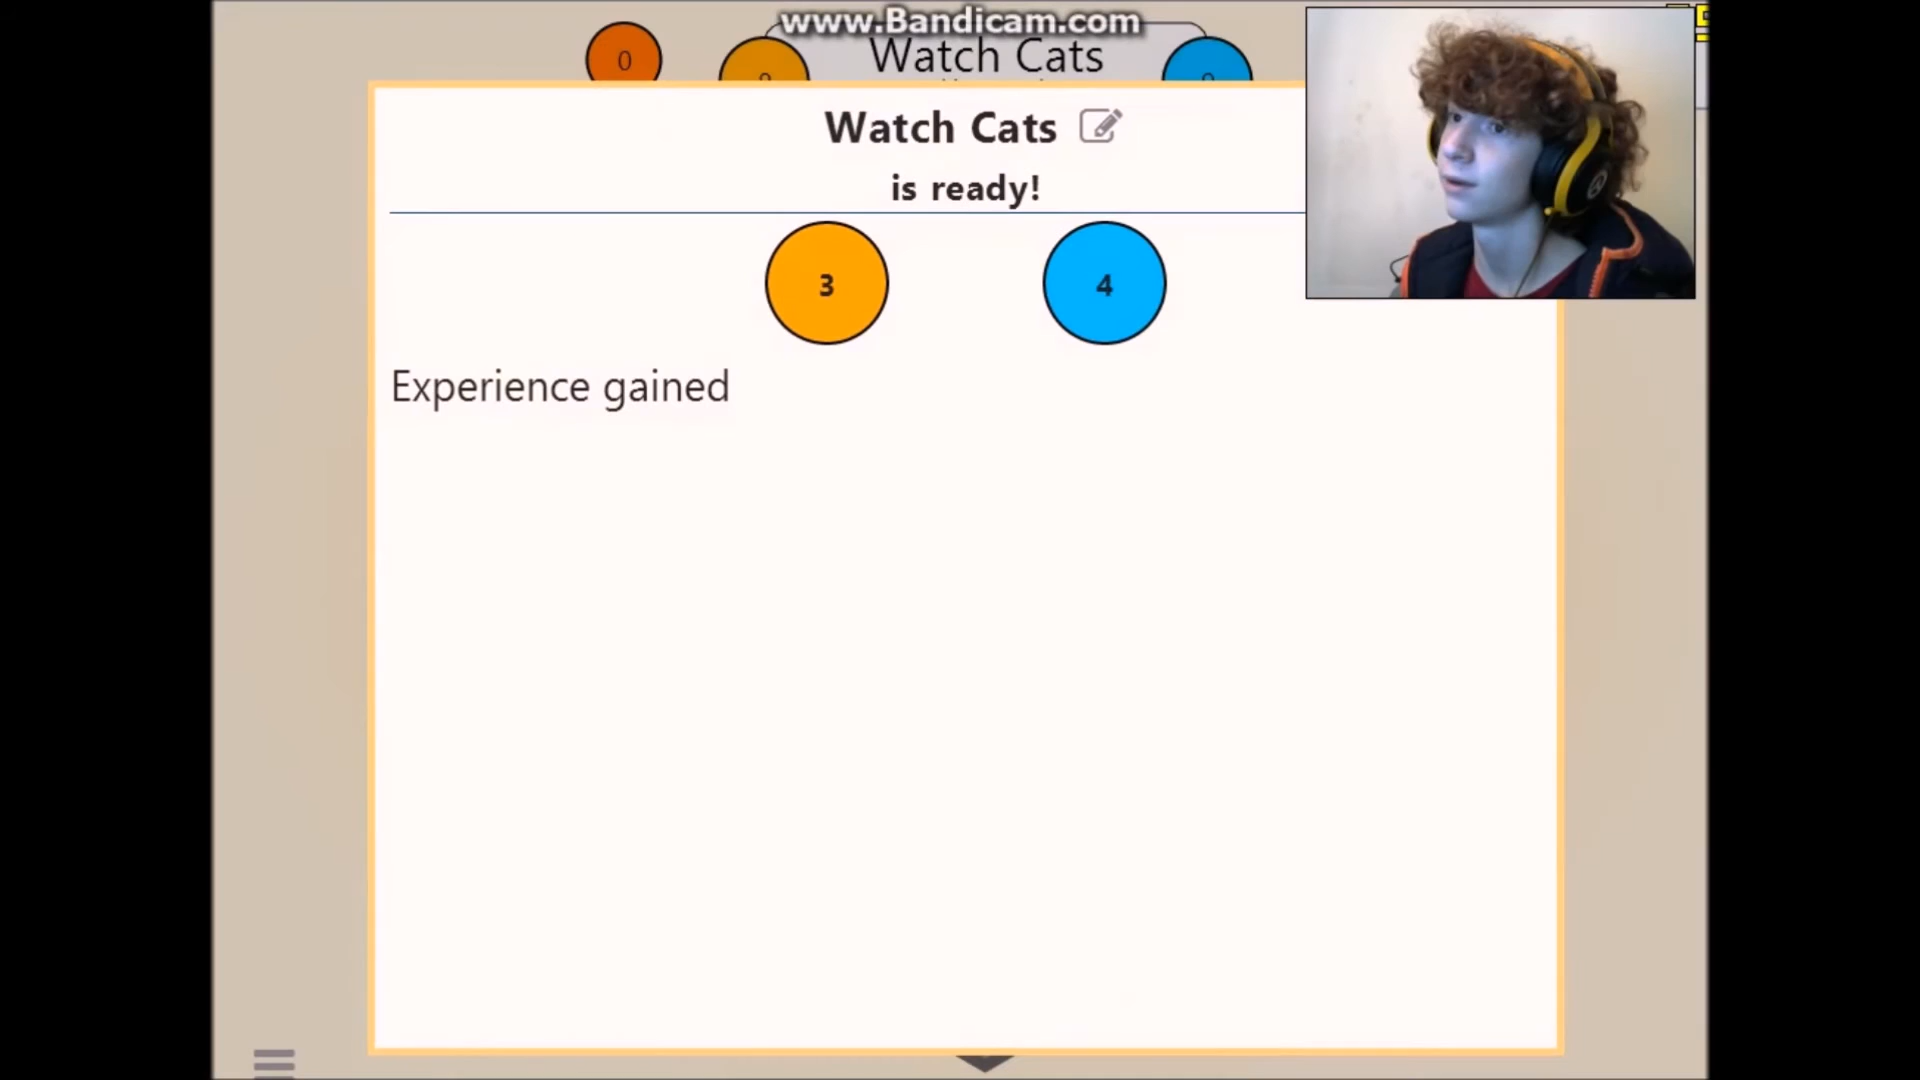 www.Bandicam.com
0
Watch Cats
Watch Cats
is ready!
3
4
Experience gained